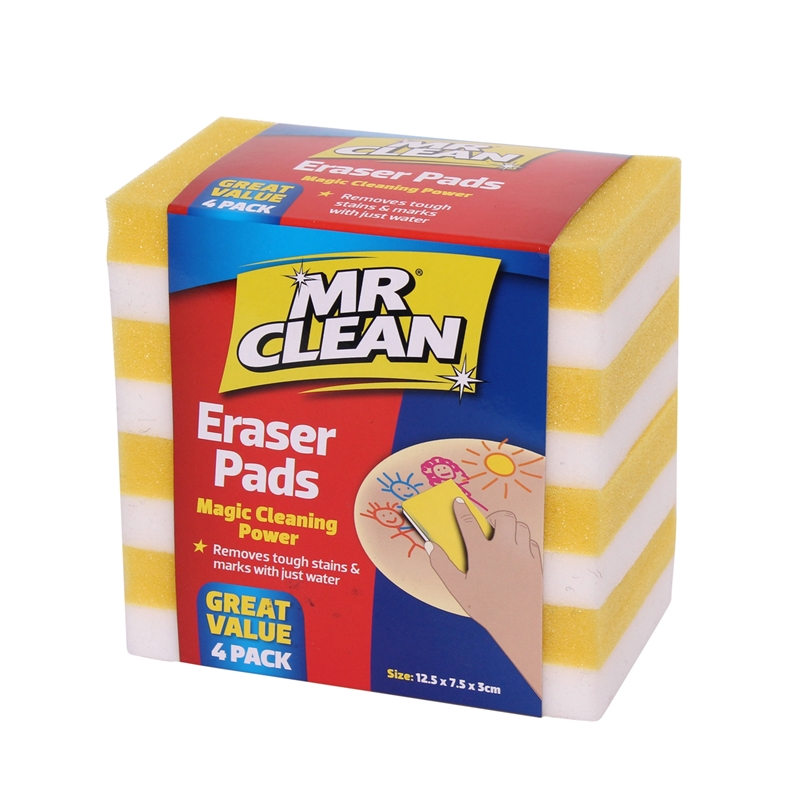 MR
CLEAN
Eraser Pads
Magic Cleaning Power
Removes tough
stains & marks
with just water
GREAT
VALUE
4 PACK
MR®
CLEAN
Eraser
Pads
Magic Cleaning
Power
Removes tough stains &
marks with just water
GREAT
VALUE
4 PACK
Size: 12.5 x 7.5 x 3cm